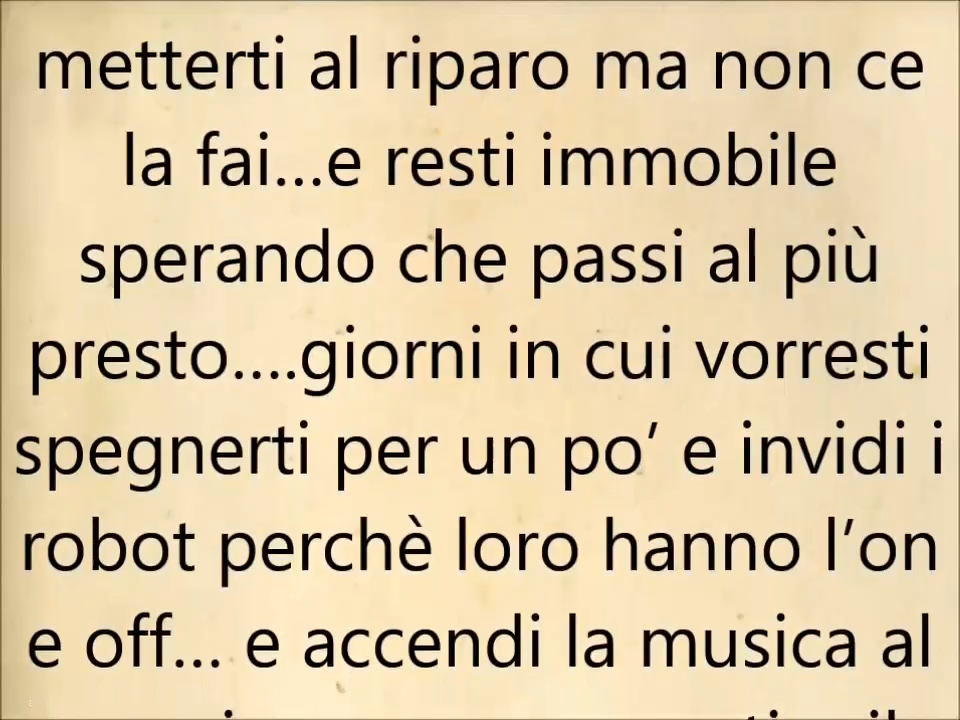 metterti al riparo ma non ce
la fai...e resti immobile
sperando che passi al più
presto....giorni in cui vorresti
spegnerti per un po’ e invidi i
robot perchè loro hanno l’on
e off... e accendi la musica al